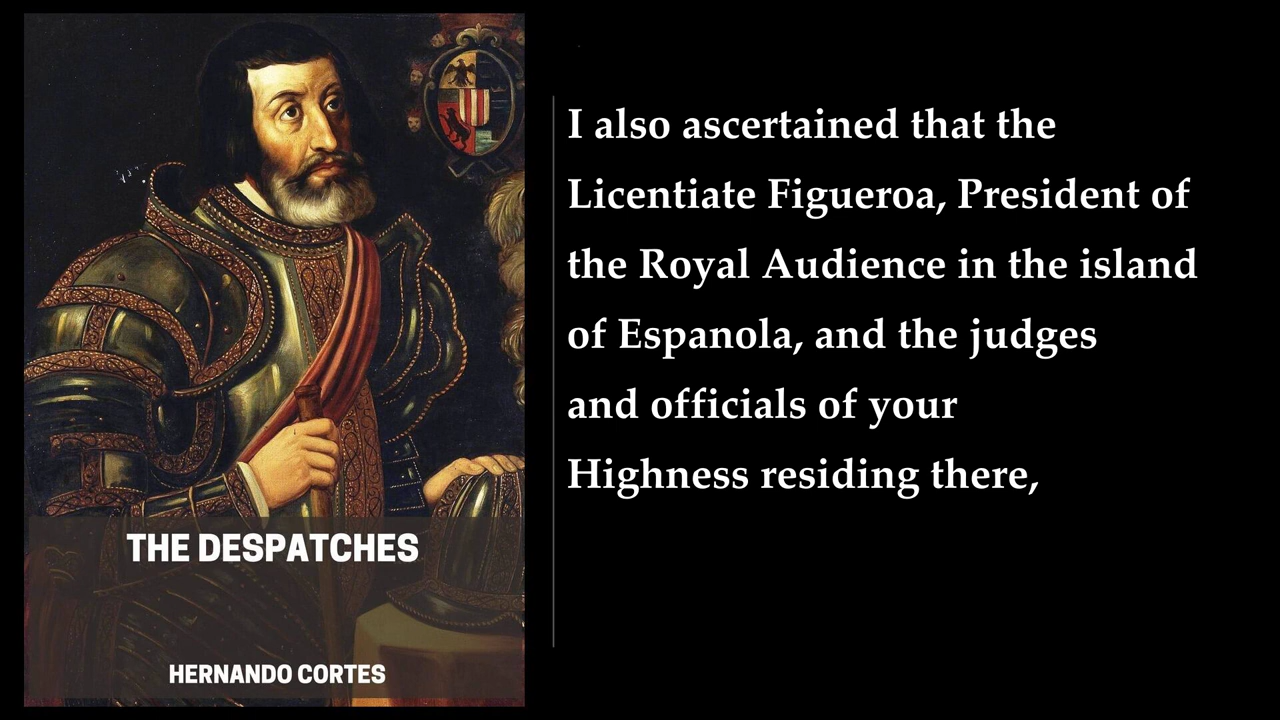 THE DESPATCHES
HERNANDO CORTES
I also ascertained that the
Licentiate Figueroa, President of
the Royal Audience in the island
of Espanola, and the judges
and officials of your
Highness residing there,